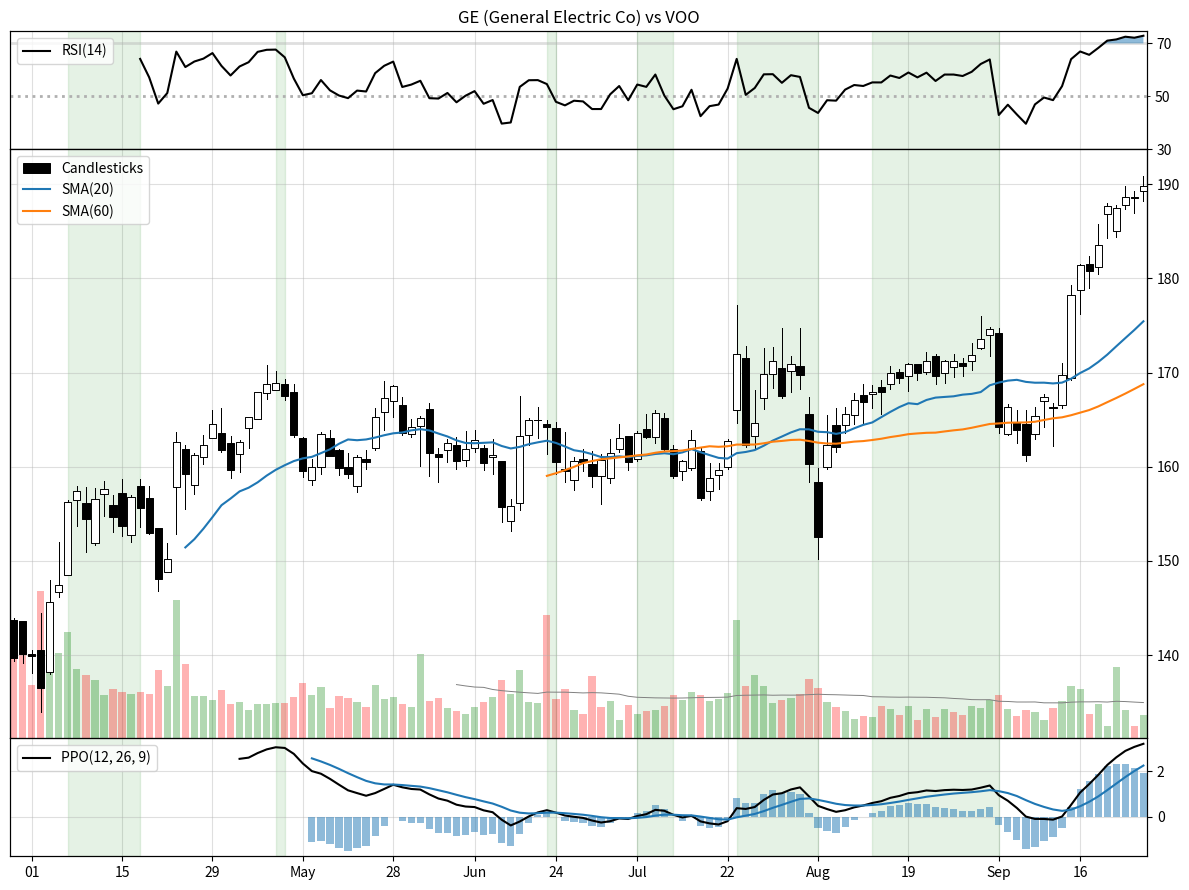 GE (General Electric Co) vs VOO
RSI(14)
70
50
30
Candlesticks
SMA(20)
SMA(60)
190
180
170
160
150
140
PPO(12, 26, 9)
2
0
01 15 29 May 28 Jun 24 Jul 22 Aug 19 Sep 16